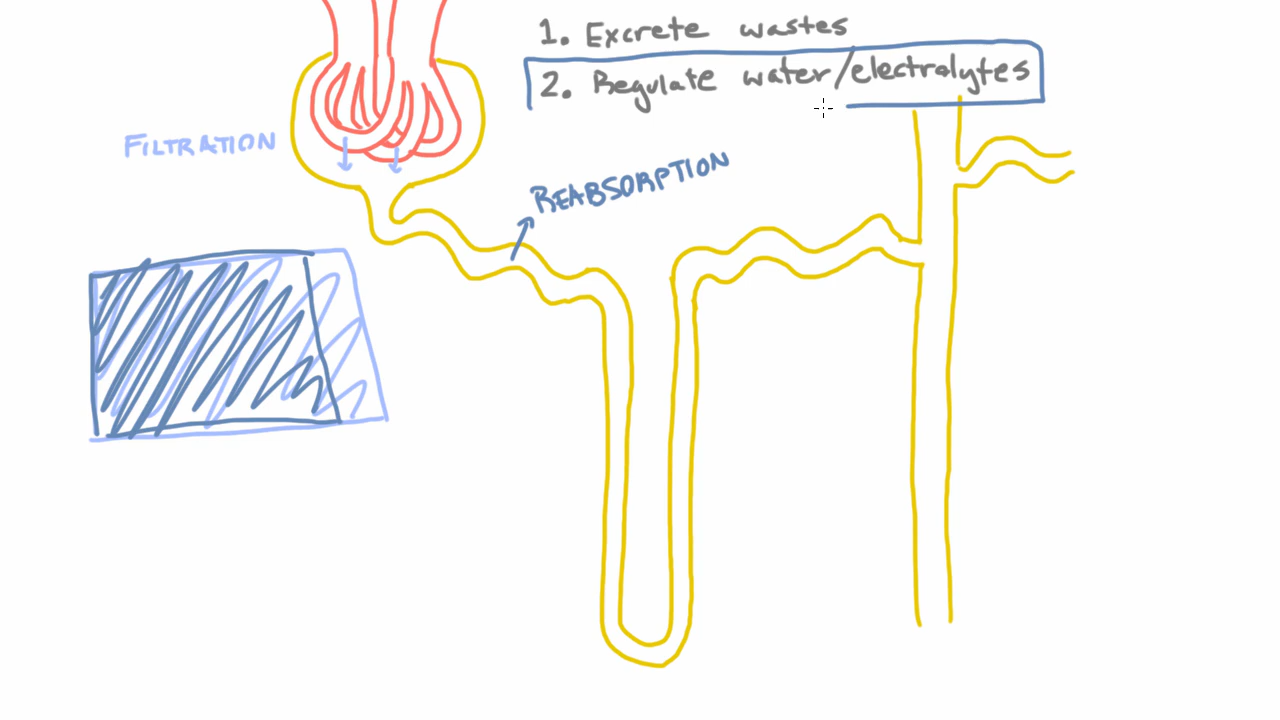 1. Excrete wastes
2. Regulate water/electrolytes
FILTRATION
REABSORPTION